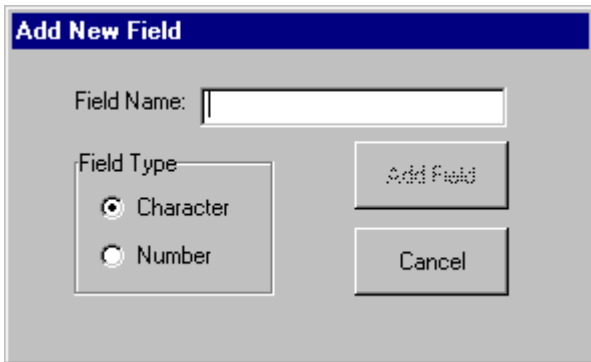 Add New Field
Field Name:
Field Type
Character
Number
Add Field
Cancel